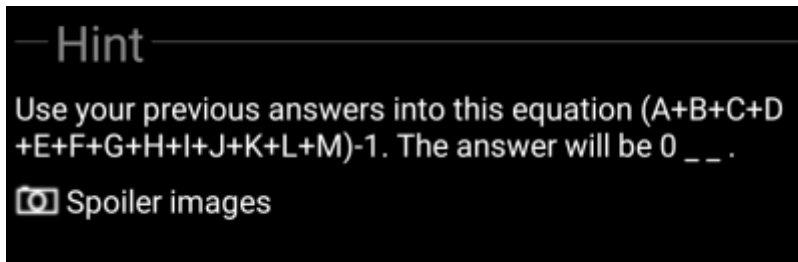 Hint
Use your previous answers into this equation (A+B+C+D
+E+F+G+H+I+J+K+L+M)-1. The answer will be 0 _ _ .
Spoiler images